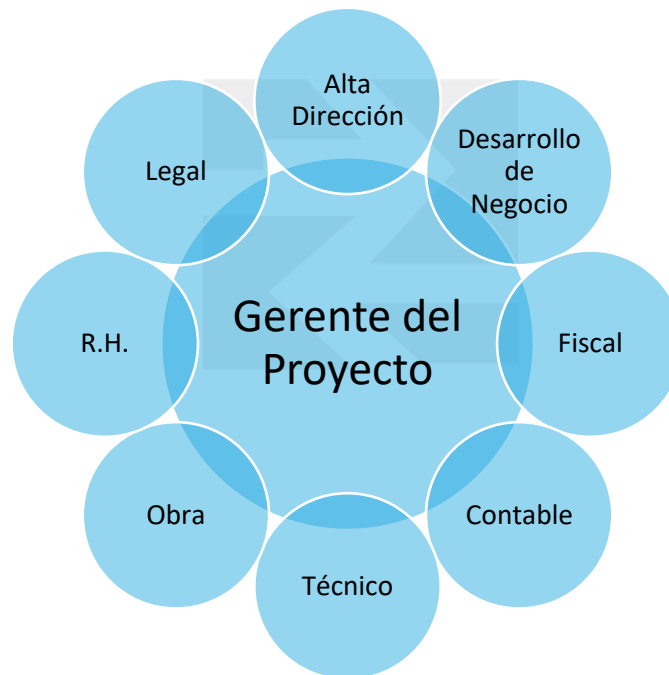 Alta
Dirección
Desarrollo
de
Negocio
Legal
Gerente del
Proyecto
R.H.
Fiscal
Obra
Contable
Técnico